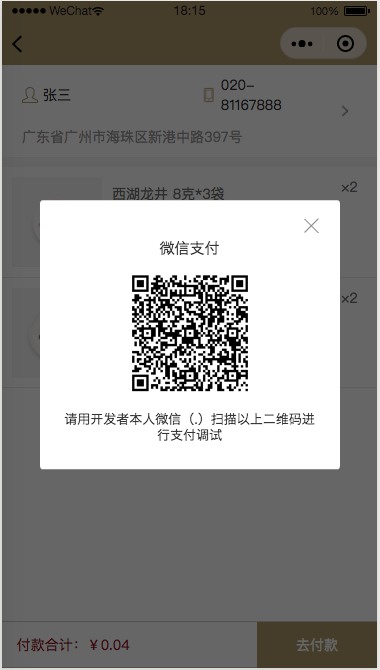 ●●●●● WeChat 18:15 100%
张三 020-
81167888
广东省广州市海珠区新港中路397号
西湖龙井 8克*3袋 ×2
×2
微信支付
请用开发者本人微信（.）扫描以上二维码进
行支付调试
付款合计：￥0.04 去付款